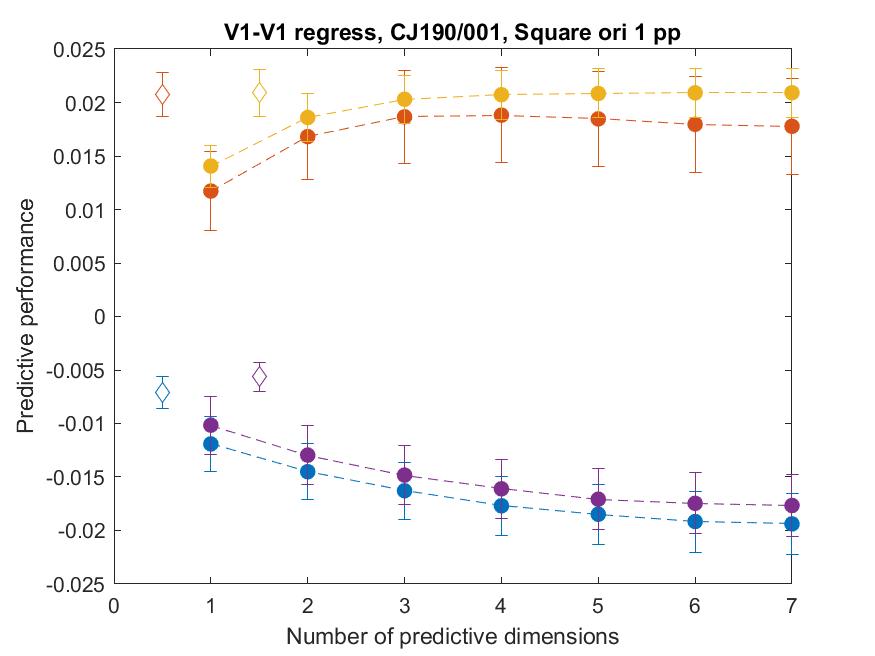 V1-V1 regress, CJ190/001, Square ori 1 pp
0.025
0.02
0.015
0.01
0.005
0
-0.005
-0.01
-0.015
-0.02
-0.025
Predictive performance
0 1 2 3 4 5 6 7
Number of predictive dimensions